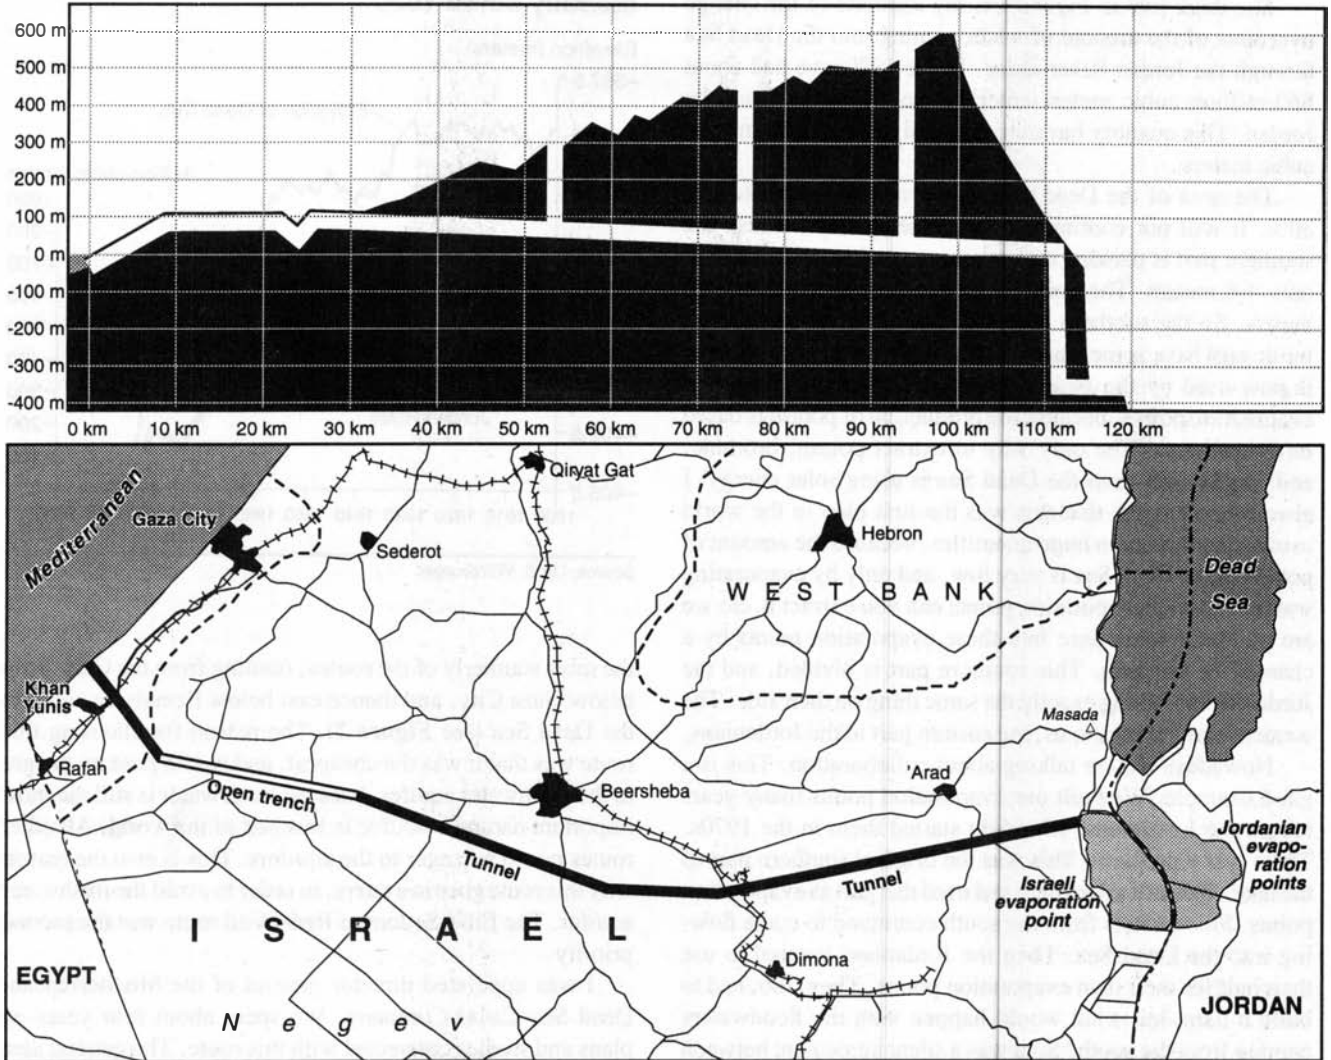 600 m
500 m
400 m
300 m
200 m
100 m
0 m
-100 m
-200 m
-300 m
-400 m
0 km 10 km 20 km 30 km 40 km 50 km 60 km 70 km 80 km 90 km 100 km 110 km 120 km
Mediterranean
Gaza City
Sederot
Qiryat Gat
Hebron
WEST BANK
Dead
Sea
Khan
Yunis
Rafah
Open trench
Beersheba
Masada
'Arad
Tunnel
Tunnel
Jordanian
evapo-
ration
points
Israeli
evaporation
point
ISRAEL
EGYPT
Dimona
Negev
JORDAN